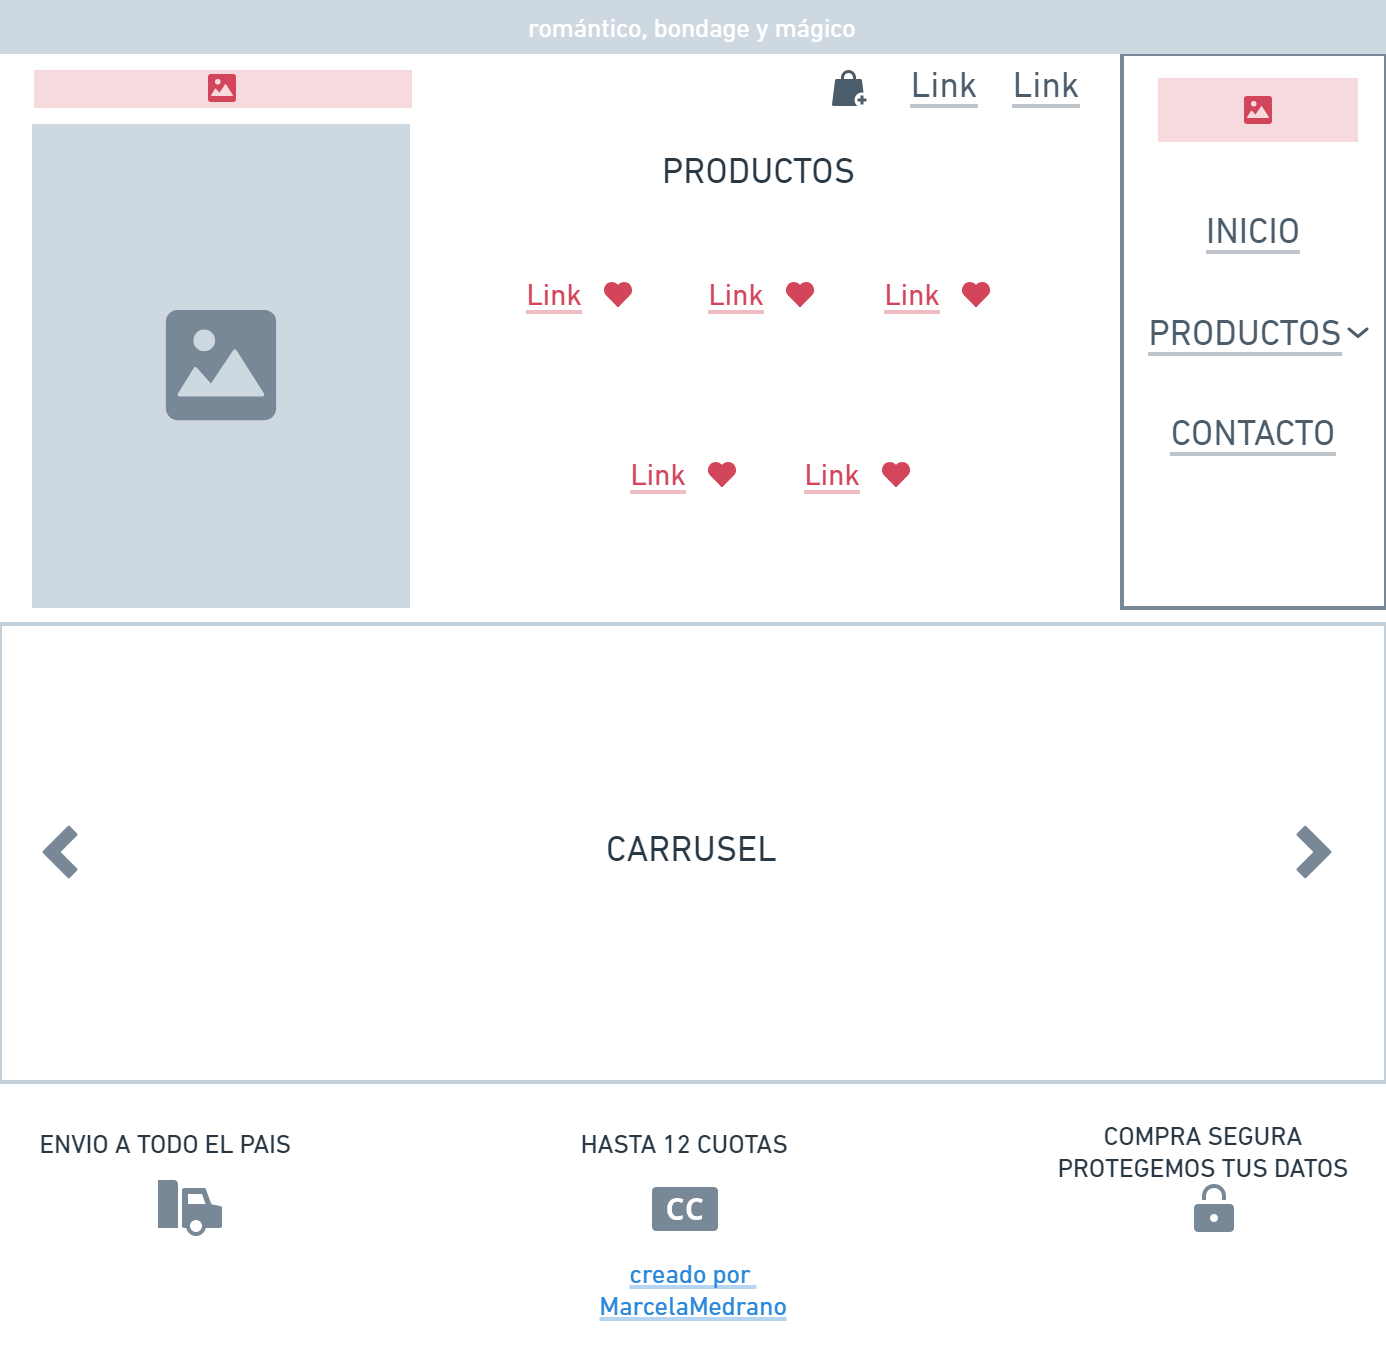 romántico, bondage y mágico
Link Link
PRODUCTOS
Link Link Link
Link Link
INICIO
PRODUCTOS
CONTACTO
CARRUSEL
ENVIO A TODO EL PAIS
HASTA 12 CUOTAS
CC
COMPRA SEGURA
PROTEGEMOS TUS DATOS
creado por
MarcelaMedrano